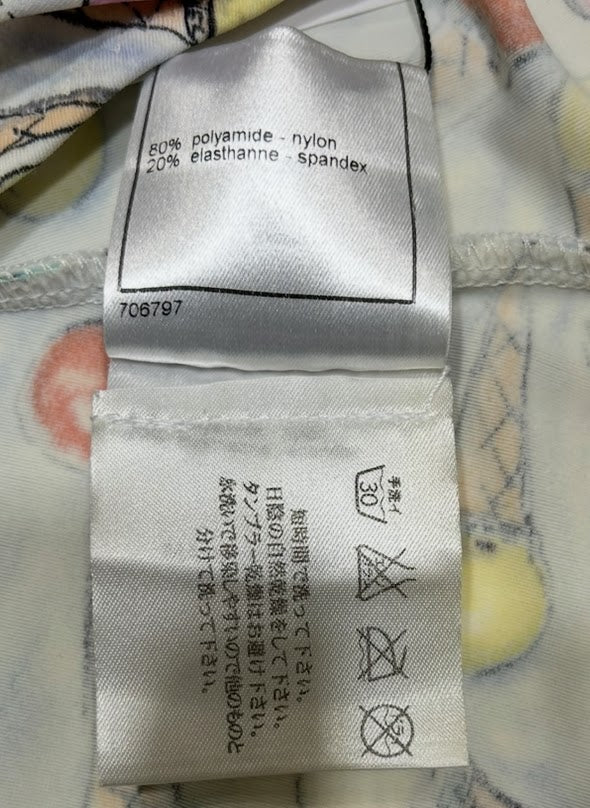 80% polyamide - nylon
20% elasthanne - spandex
706797
手洗イ
30
短時間で洗って下さい。
日陰の自然乾燥をして下さい。
タンブラー乾燥はお避け下さい。
水洗いで移染しやすいので他のものと
分けて洗って下さい。